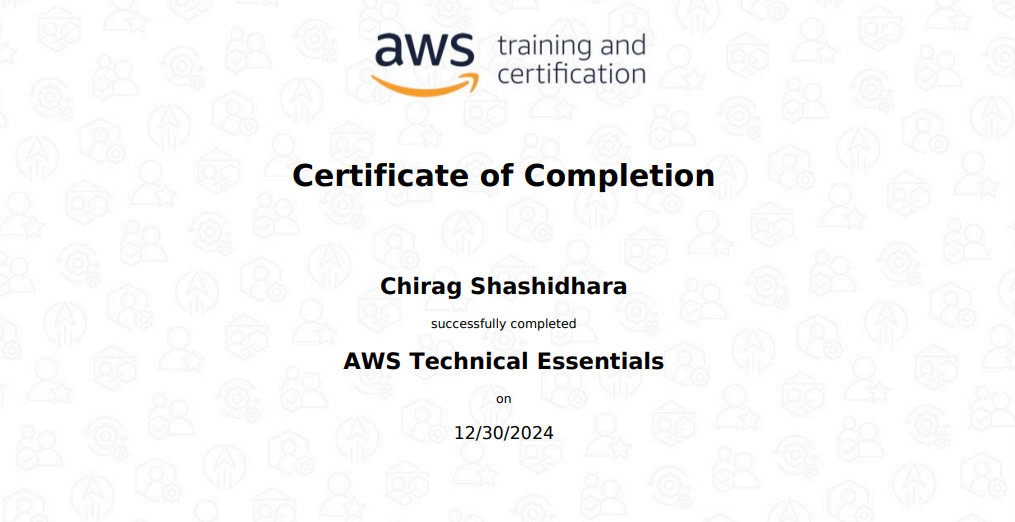 aws training and
certification
Certificate of Completion
Chirag Shashidhara
successfully completed
AWS Technical Essentials
on
12/30/2024